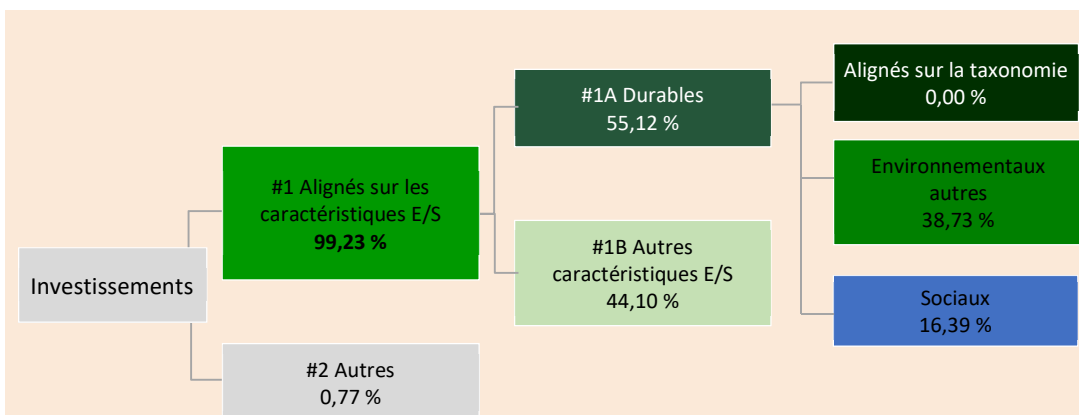 Investissements
#1 Alignés sur les
caractéristiques E/S
99,23 %
#2 Autres
0,77 %
#1A Durables
55,12 %
#1B Autres
caractéristiques E/S
44,10 %
Alignés sur la taxonomie
0,00 %
Environnementaux
autres
38,73 %
Sociaux
16,39 %